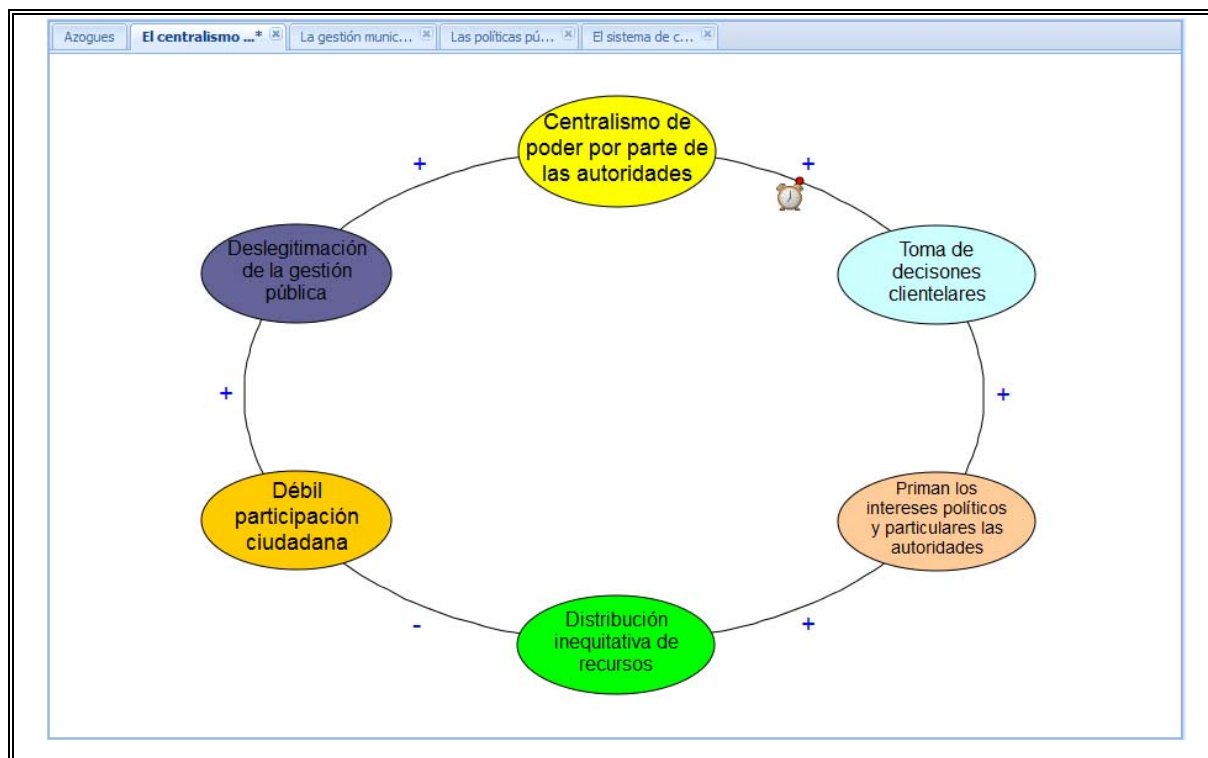 Azogues
El centralismo ...*
La gestión munic...
Las políticas pú...
El sistema de c...
Centralismo de
poder por parte de
las autoridades
+
+
Deslegitimación
de la gestión
pública
Toma de
decisones
clientelares
+
+
Débil
participación
ciudadana
Priman los
intereses políticos
y particulares las
autoridades
-
+
Distribución
inequitativa de
recursos